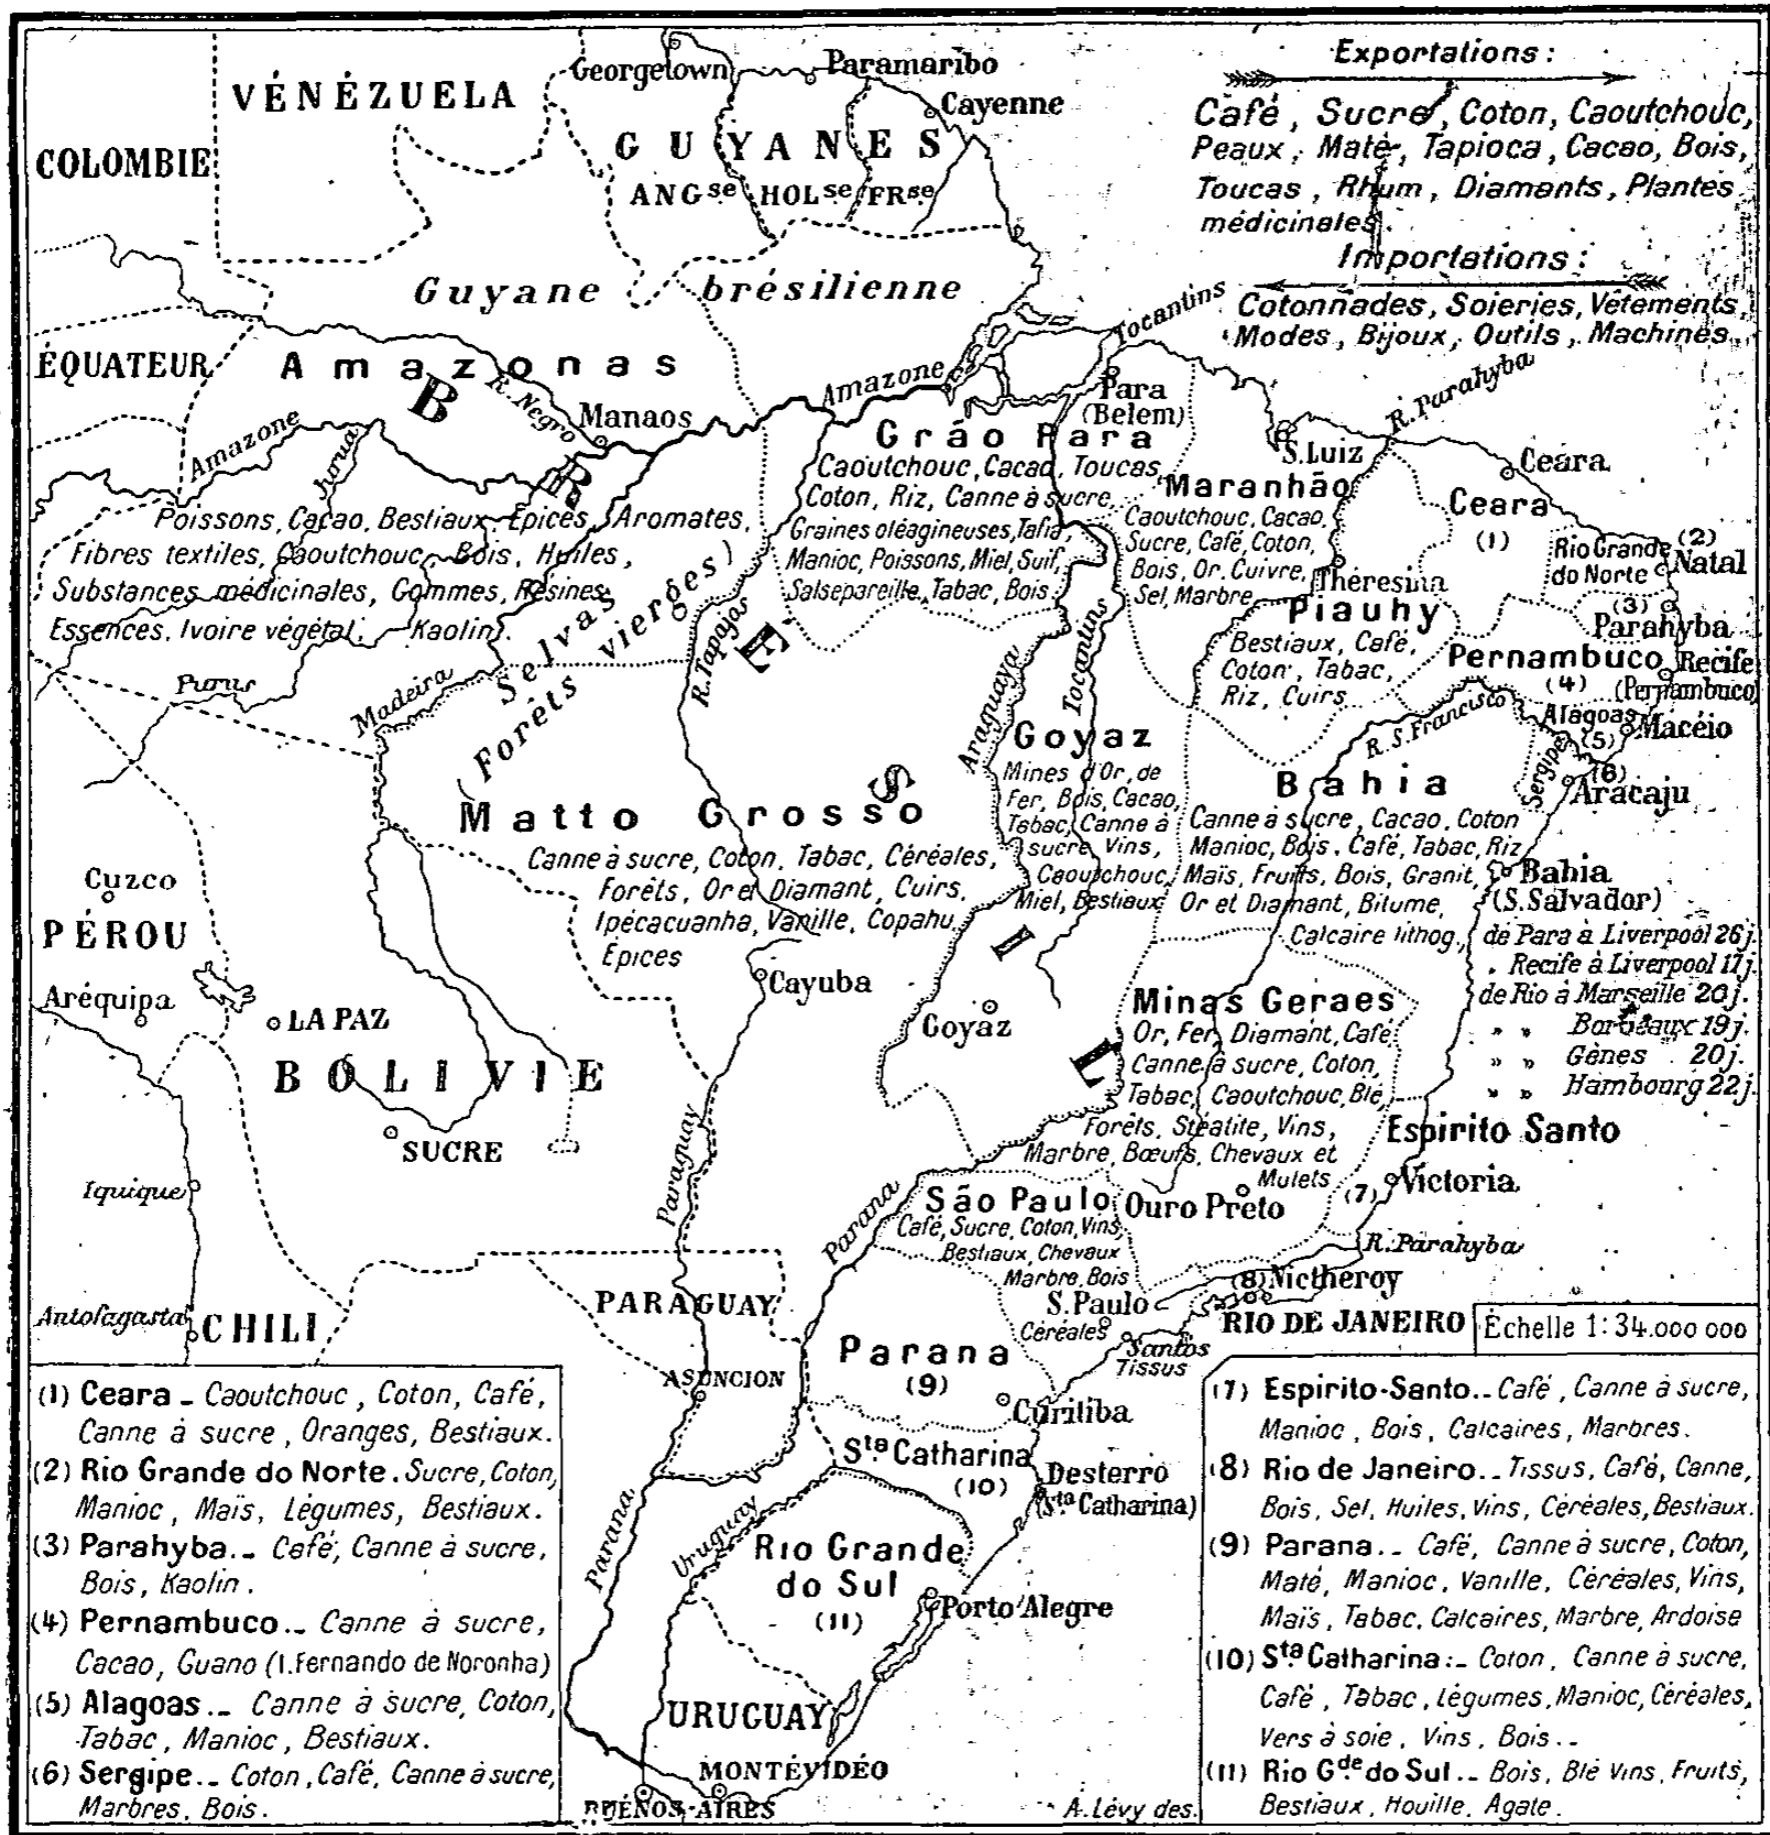 Exportations :
Café, Sucre, Coton, Caoutchouc,
Peaux, Maté, Tapioca, Cacao, Bois,
Toucas, Rhum, Diamants, Plantes
médicinales.
Importations :
Cotonnades, Soieries, Vêtements,
Modes, Bijoux, Outils, Machines.
VÉNÉZUELA
COLOMBIE
Georgetown
Paramaribo
Cayenne
GUYANES
ANGse HOLse FRse
Guyane brésilienne
ÉQUATEUR
Amazonas
BRÉSIL
R. Negro
Manaos
Amazone
Amazone
Jurua
Tocantins
Para
(Belem)
Grão Para
Caoutchouc, Cacao, Toucas,
Coton, Riz, Canne à sucre,
Graines oléagineuses, Tafia,
Manioc, Poissons, Miel, Suif,
Salsepareille, Tabac, Bois
S. Luiz
R. Parahyba
Maranhão
Caoutchouc, Cacao,
Sucre, Café, Coton,
Bois, Or, Cuivre,
Sel, Marbre
Ceara
Ceara
(1)
Rio Grande
do Norte
(2)
Natal
(3)
Parahyba
Thérésina
Piauhy
Bestiaux, Café,
Coton, Tabac,
Riz, Cuirs
Pernambuco
(4)
Recife
(Pernambuco)
Alagoas
(5)
Macéio
Sergipe
(6)
Aracaju
R. S. Francisco
Poissons, Cacao, Bestiaux, Épices, Aromates,
Fibres textiles, Caoutchouc, Bois, Huiles,
Substances médicinales, Gommes, Résines
Essences, Ivoire végétal, Kaolin.
Selvas
(Forêts vierges)
Purus
Madeira
R. Tapajos
Araguaya
Tocantins
Goyaz
Mines d'Or, de
Fer, Bois, Cacao,
Tabac, Canne à
sucre, Vins,
Caoutchouc,
Miel, Bestiaux
Bahia
Canne à sucre, Cacao, Coton
Manioc, Bois, Café, Tabac, Riz
Maïs, Fruits, Bois, Granit,
Or et Diamant, Bitume,
Calcaire lithog.
Bahia
(S. Salvador)
Matto Grosso
Canne à sucre, Coton, Tabac, Céréales,
Forêts, Or et Diamant, Cuirs,
Ipécacuanha, Vanille, Copahu,
Épices
Cuzco
PÉROU
Aréquipa
LA PAZ
BOLIVIE
SUCRE
Cayuba
Goyaz
de Para à Liverpool 26 j.
„ Recife à Liverpool 17 j.
de Rio à Marseille 20 j.
„ „ Bordeaux 19 j.
„ „ Gênes . 20 j.
„ „ Hambourg 22 j.
Minas Geraes
Or, Fer, Diamant, Café,
Canne à sucre, Coton,
Tabac, Caoutchouc, Blé,
Forêts, Stéatite, Vins,
Marbre, Bœufs, Chevaux et
Mulets
Espirito Santo
(7)
Victoria
Ouro Preto
Iquique
Antofagasta
CHILI
Paraguay
Parana
São Paulo
Café, Sucre, Coton, Vins,
Bestiaux, Chevaux
Marbre, Bois
S. Paulo
Céréales
Santos
Tissus
R. Parahyba
(8) Nictheroy
RIO DE JANEIRO
Échelle 1:34.000 000
PARAGUAY
ASUNCION
Parana
(9)
Curitiba
Sta Catharina
(10)
Desterro
(Sta Catharina)
Parana
Uruguay
Rio Grande
do Sul
(11)
Porto Alegre
URUGUAY
MONTÉVIDÉO
BUÉNOS-AIRES
A. Lévy des.
(1) Ceara _ Caoutchouc, Coton, Café,
Canne à sucre, Oranges, Bestiaux.
(2) Rio Grande do Norte. Sucre, Coton,
Manioc, Maïs, Légumes, Bestiaux.
(3) Parahyba._ Café, Canne à sucre,
Bois, Kaolin.
(4) Pernambuco._ Canne à sucre,
Cacao, Guano (I. Fernando de Noronha)
(5) Alagoas._ Canne à sucre, Coton,
Tabac, Manioc, Bestiaux.
(6) Sergipe._ Coton, Café, Canne à sucre,
Marbres, Bois.
(7) Espirito-Santo._ Café, Canne à sucre,
Manioc, Bois, Calcaires, Marbres.
(8) Rio de Janeiro._ Tissus, Café, Canne,
Bois, Sel, Huiles, Vins, Céréales, Bestiaux.
(9) Parana._ Café, Canne à sucre, Coton,
Maté, Manioc, Vanille, Céréales, Vins,
Maïs, Tabac, Calcaires, Marbre, Ardoise
(10) Sta Catharina:_ Coton, Canne à sucre,
Café, Tabac, Légumes, Manioc, Céréales,
Vers à soie, Vins, Bois._
(11) Rio Gde do Sul._ Bois, Blé Vins, Fruits,
Bestiaux, Houille, Agate.